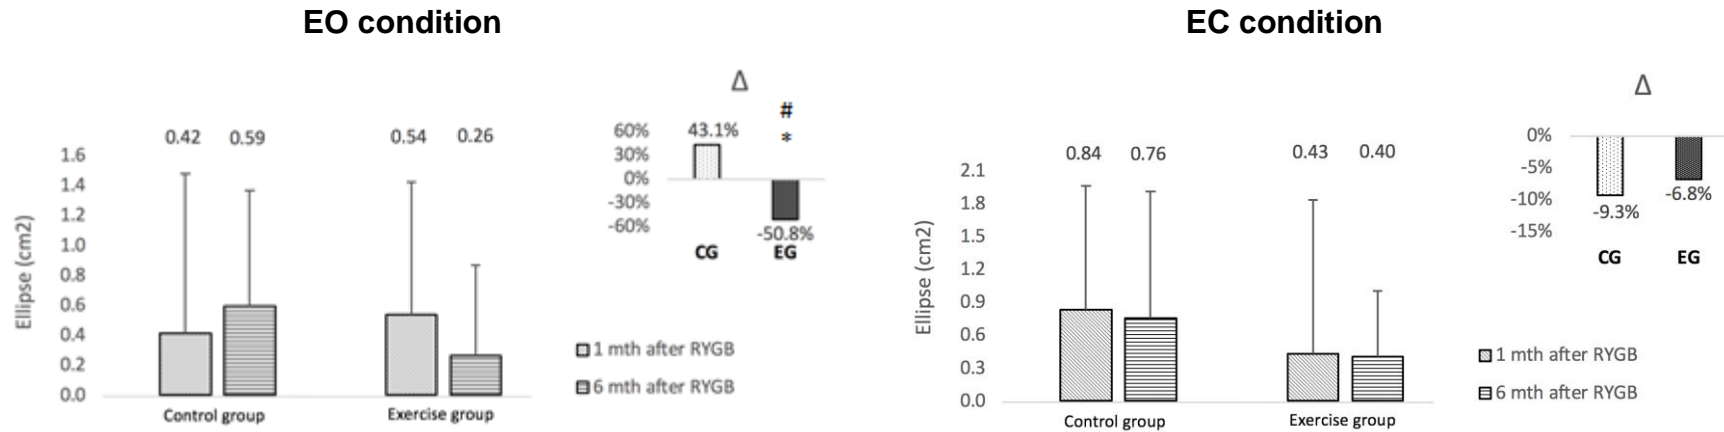 EO condition
Δ
#
*
0.42 0.59 0.54 0.26
60% 43.1%
30%
0%
-30%
-60%
-50.8%
CG EG
1.6
1.4
1.2
1.0
0.8
0.6
0.4
0.2
0.0
Ellipse (cm2)
Control group Exercise group
1 mth after RYGB
6 mth after RYGB
EC condition
Δ
0.84 0.76 0.43 0.40
0%
-5%
-10%
-15%
-9.3% -6.8%
CG EG
2.1
1.8
1.5
1.2
0.9
0.6
0.3
0.0
Ellipse (cm2)
Control group Exercise group
1 mth after RYGB
6 mth after RYGB